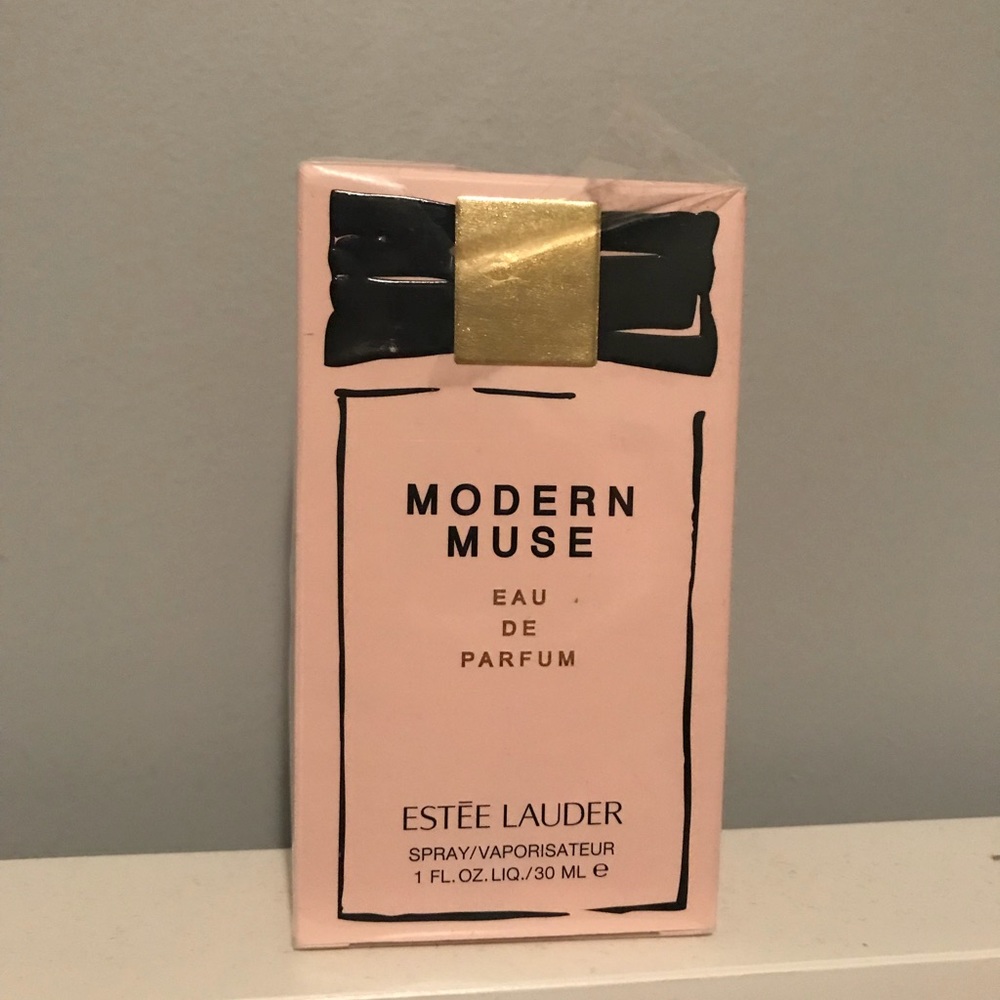 MODERN
MUSE
EAU
DE
PARFUM
ESTĒE LAUDER
SPRAY/VAPORISATEUR
1 FL.OZ.LIQ./30 ML ℮